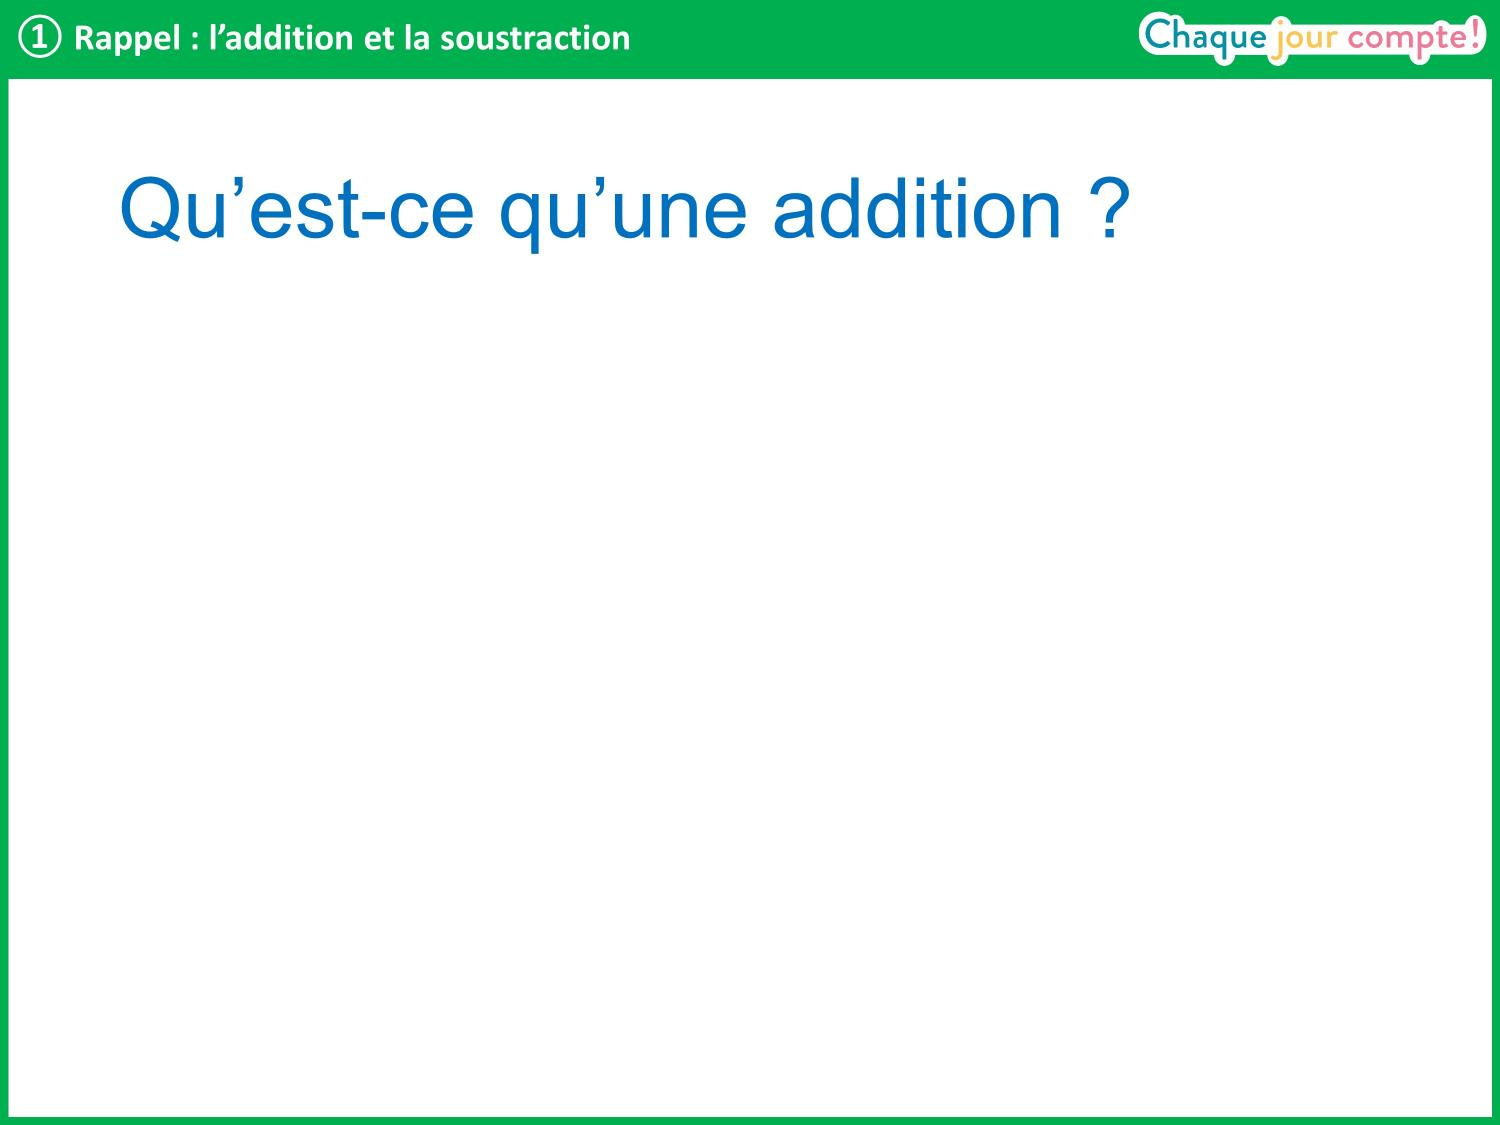 ① Rappel : l’addition et la soustraction
Chaque jour compte!
Qu’est-ce qu’une addition ?